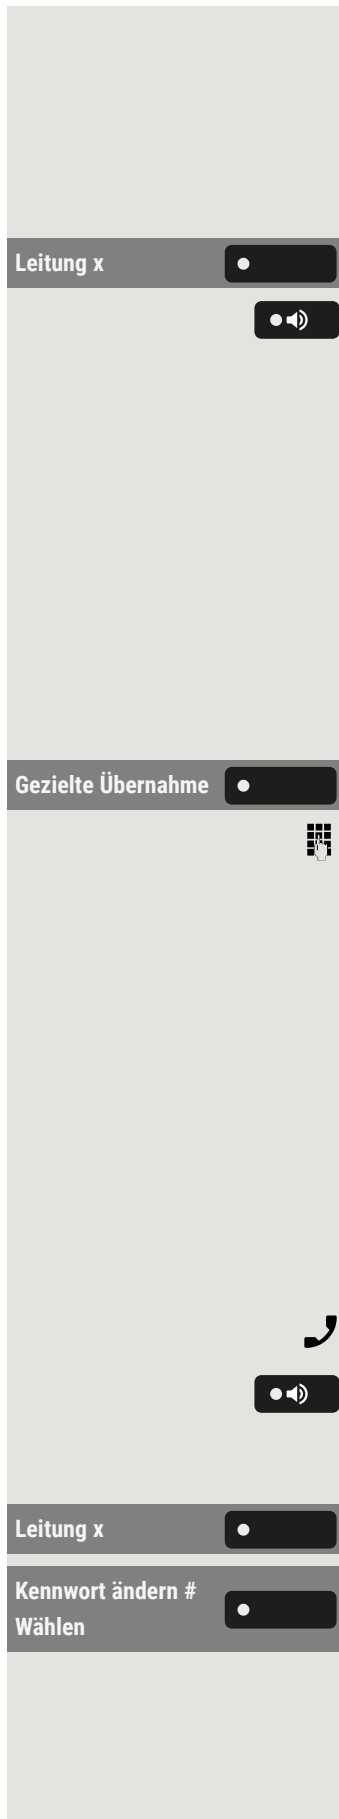 Leitung x
Gezielte Übernahme
Leitung x
Kennwort ändern #
Wählen